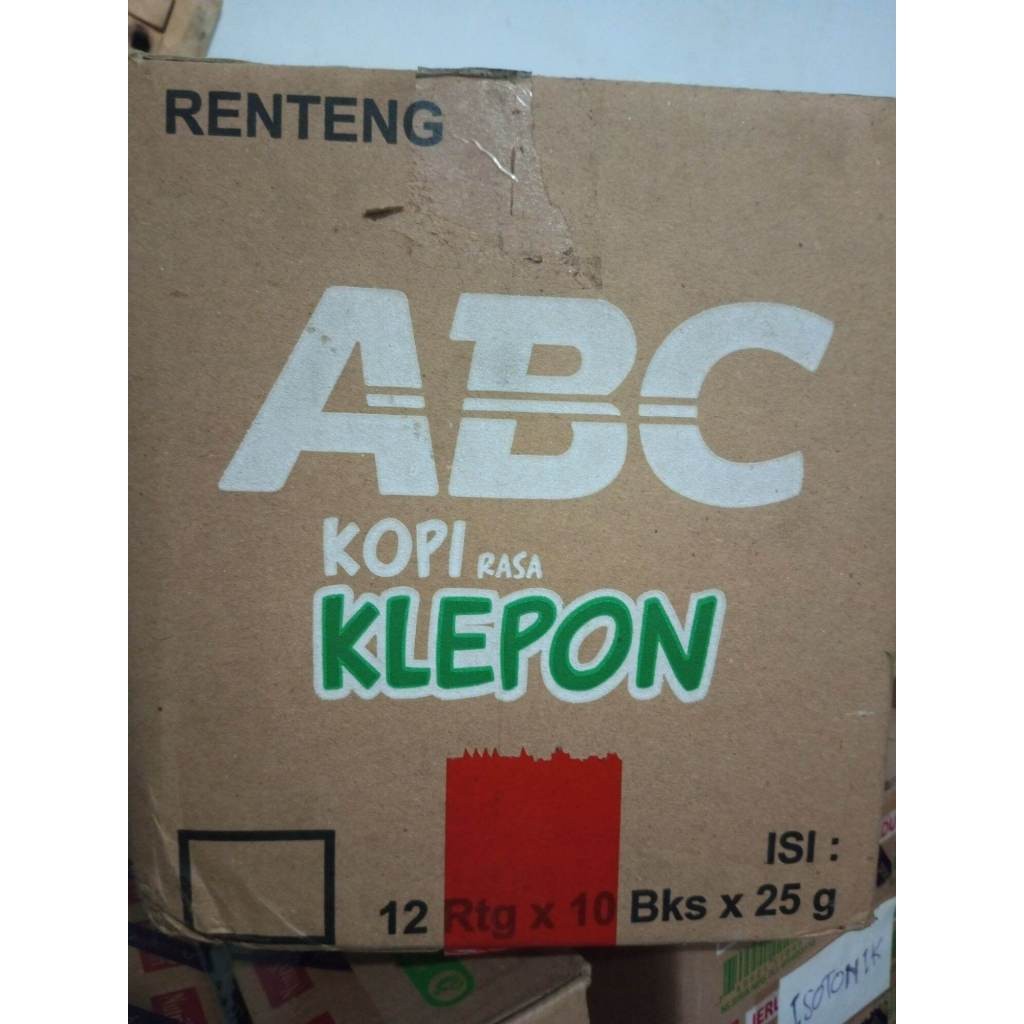 RENTENG
ABC
KOPI RASA
KLEPON
ISI :
12 Rtg x 10 Bks x 25 g
ISOTONIK